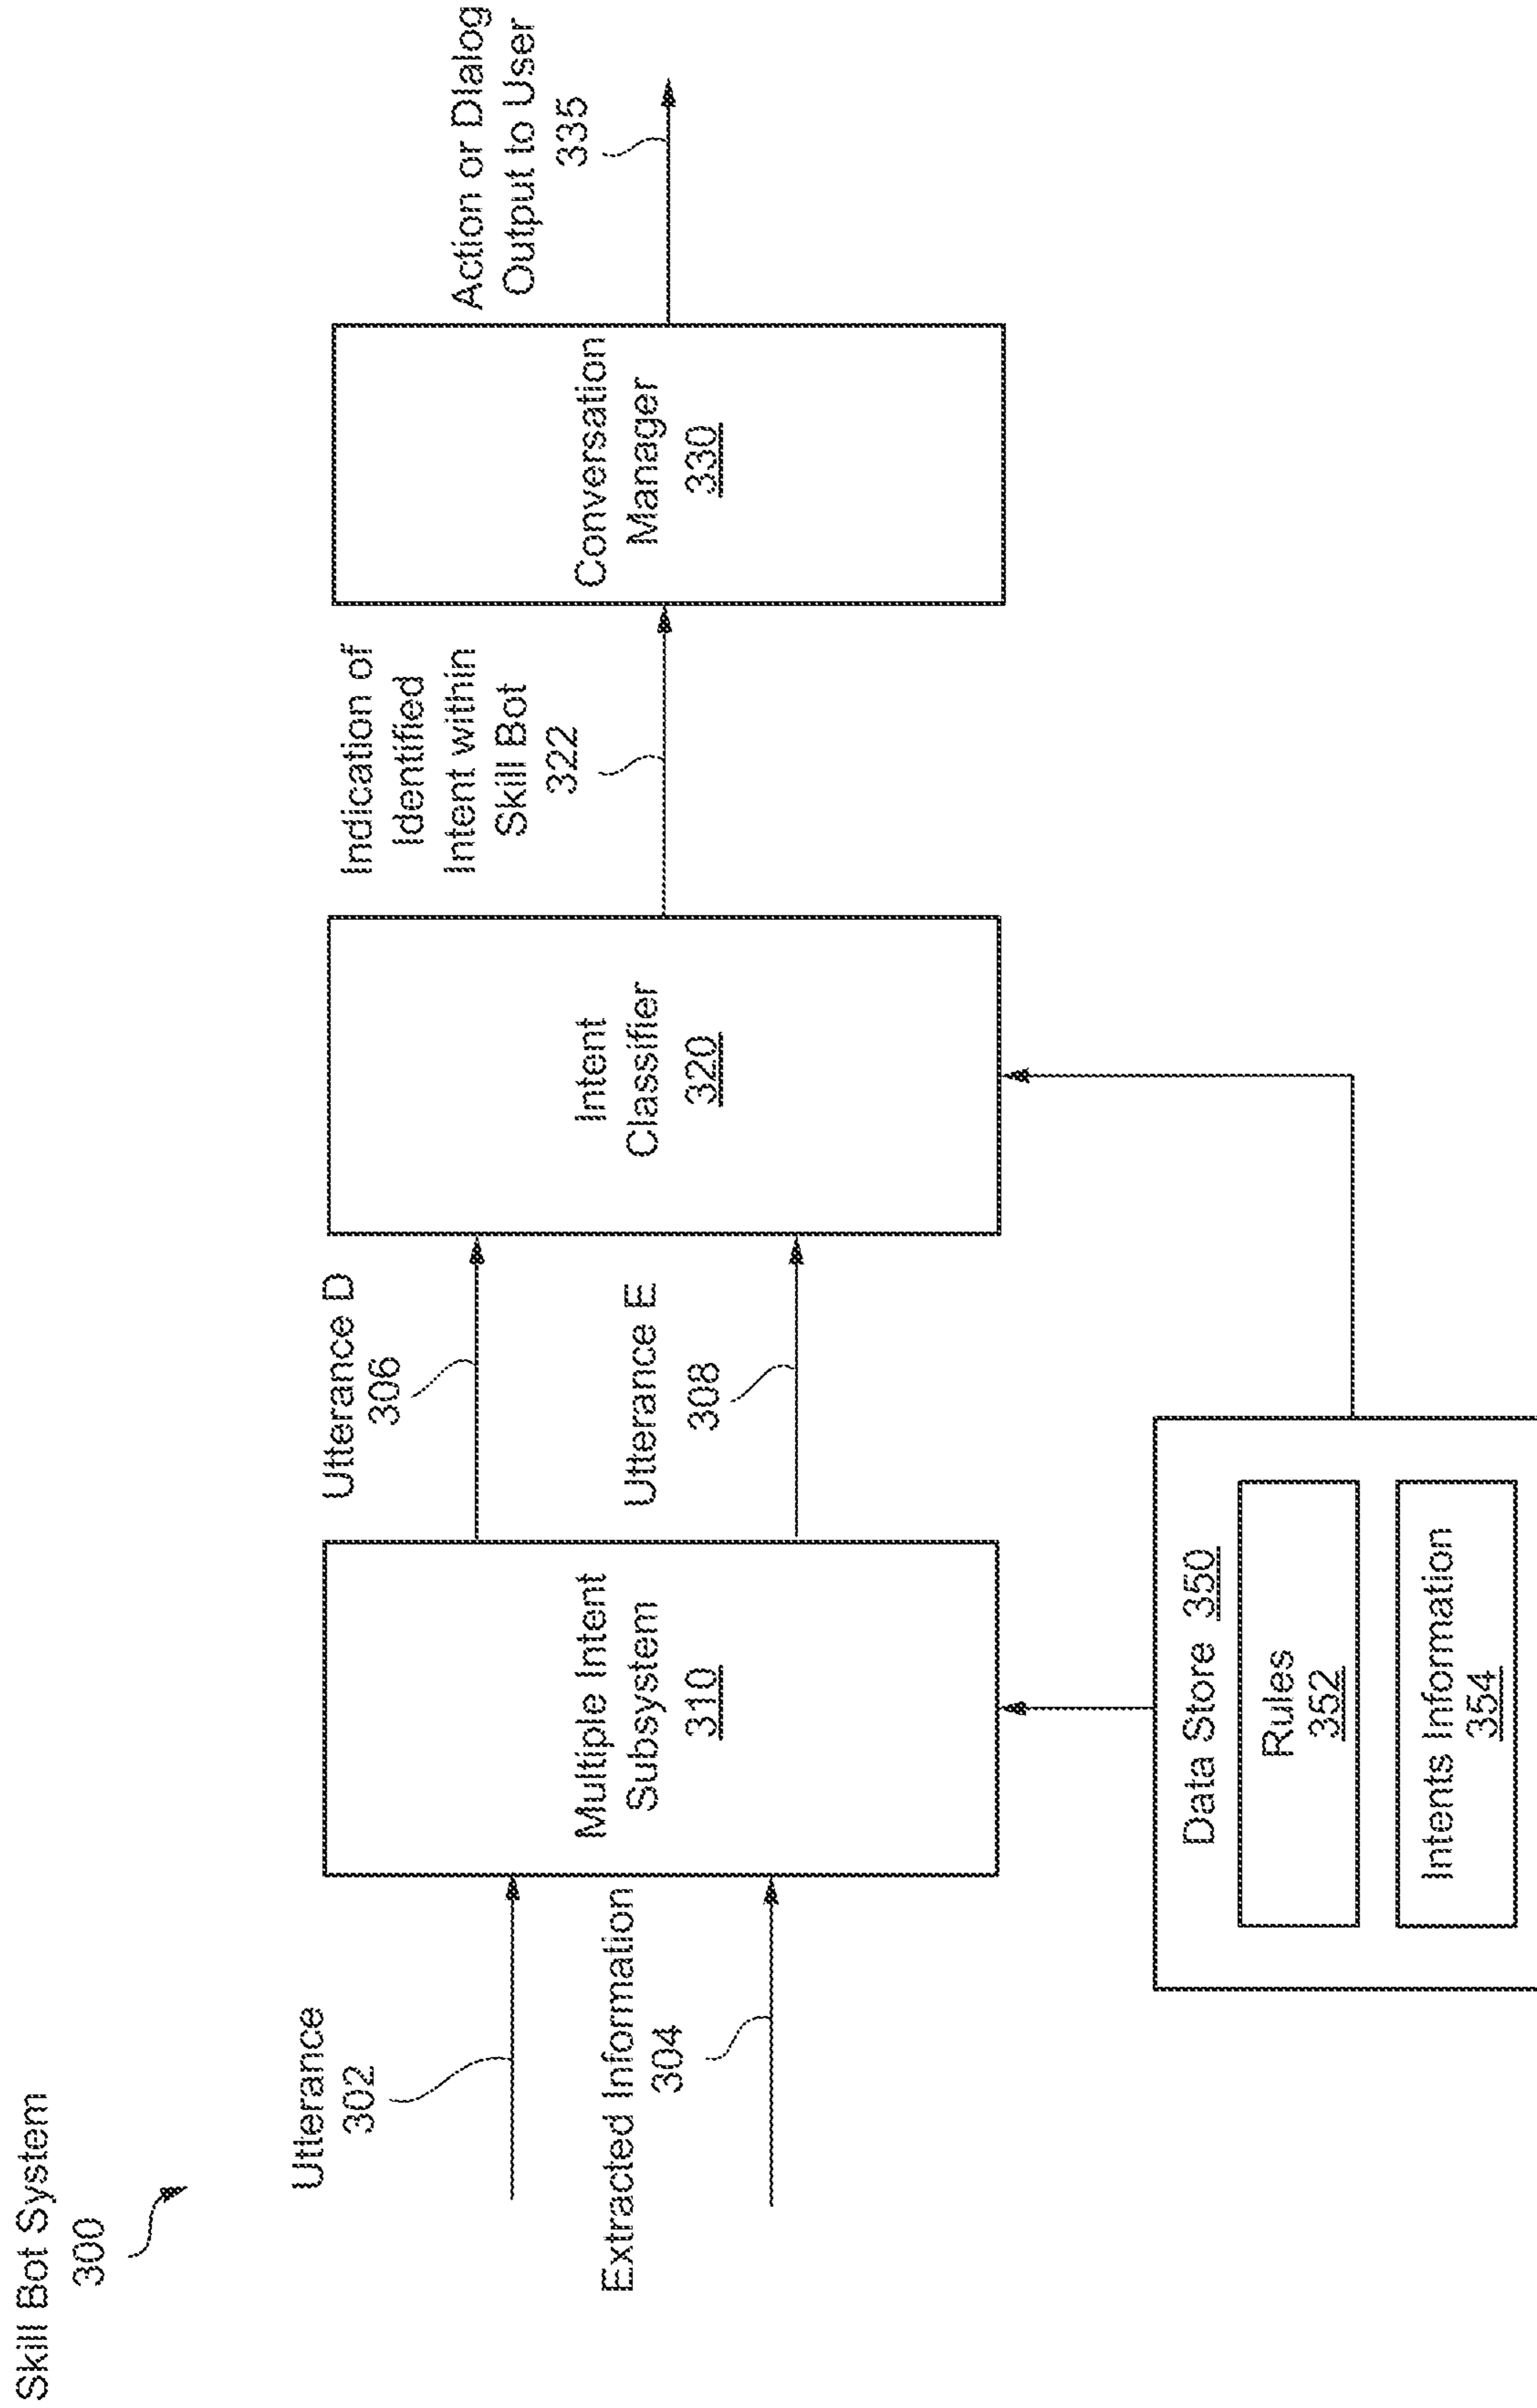 Skill Bot System
300
Utterance
302
Extracted Information
304
Multiple Intent
Subsystem
310
Utterance D
306
Utterance E
308
Intent
Classifier
320
Indication of
Identified
Intent within
Skill Bot
322
Conversation
Manager
330
Action or Dialog
Output to User
335
Data Store 350
Rules
352
Intents Information
354